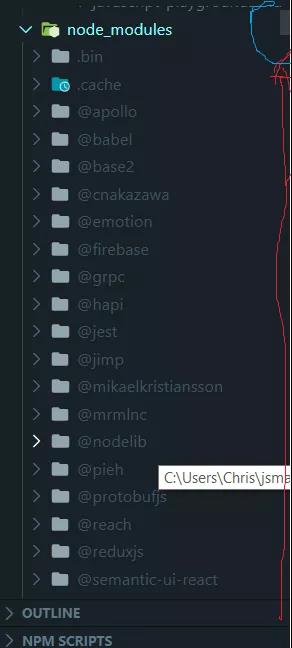 node_modules
.bin
.cache
@apollo
@babel
@base2
@cnakazawa
@emotion
@firebase
@grpc
@hapi
@jest
@jimp
@mikaelkristiansson
@mrmlnc
@nodelib
@pieh
C:\Users\Chris\jsma
@protobufjs
@reach
@reduxjs
@semantic-ui-react
OUTLINE
NPM SCRIPTS